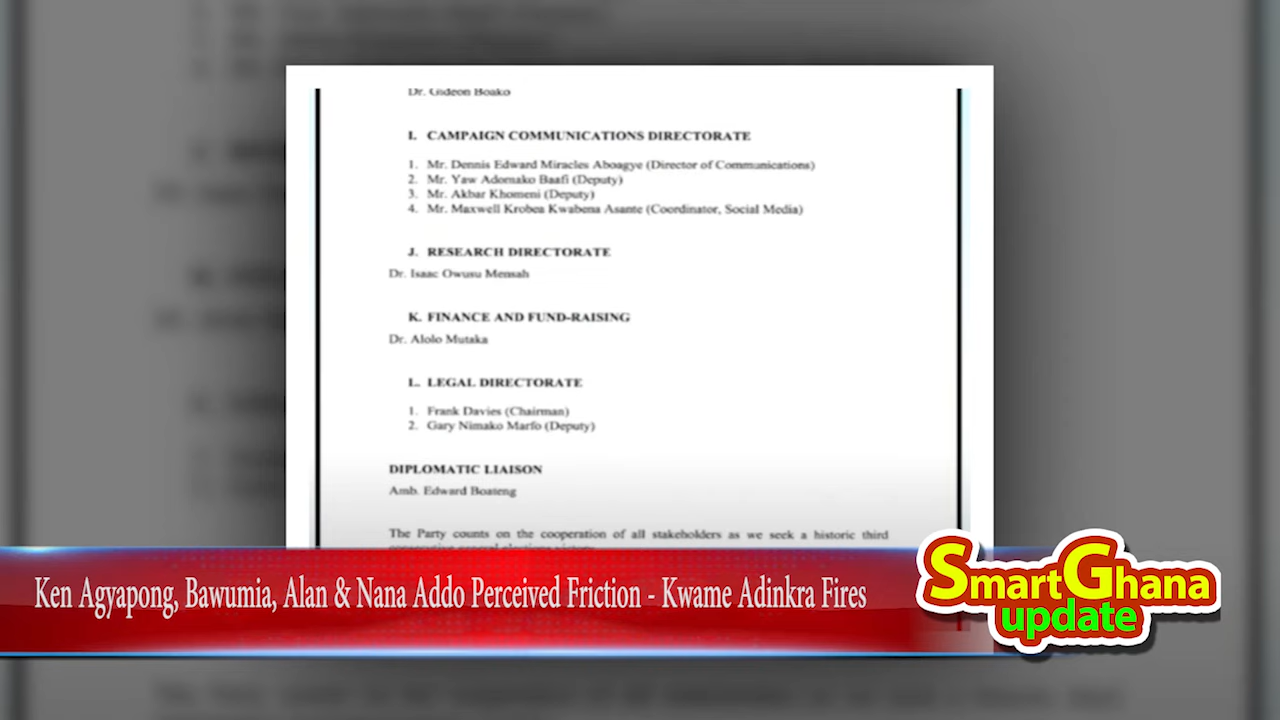 Dr. Gideon Boako
I. CAMPAIGN COMMUNICATIONS DIRECTORATE
1. Mr. Dennis Edward Miracles Aboagye (Director of Communications)
2. Mr. Yaw Adomako Baafi (Deputy)
3. Mr. Akbar Khomeni (Deputy)
4. Mr. Maxwell Krobea Kwabena Asante (Coordinator, Social Media)
J. RESEARCH DIRECTORATE
Dr. Isaac Owusu Mensah
K. FINANCE AND FUND-RAISING
Dr. Alolo Mutaka
L. LEGAL DIRECTORATE
1. Frank Davies (Chairman)
2. Gary Nimako Marfo (Deputy)
DIPLOMATIC LIAISON
Amb. Edward Boateng
The Party counts on the cooperation of all stakeholders as we seek a historic third
Ken Agyapong, Bawumia, Alan & Nana Addo Perceived Friction - Kwame Adinkra Fires
SmartGhana
update